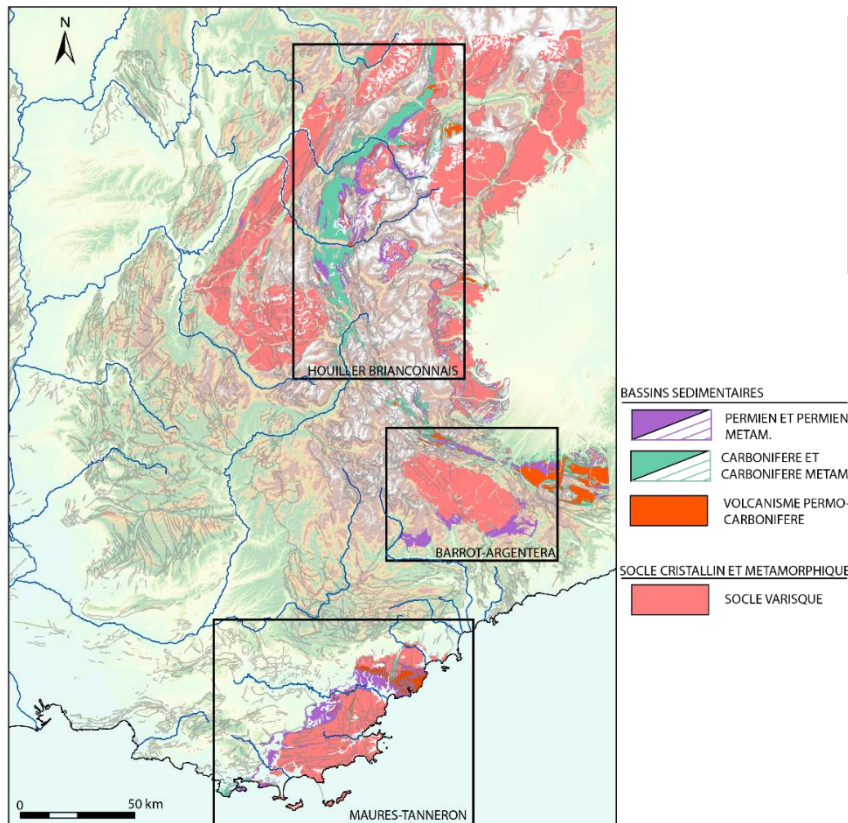 N
HOUILLER BRIANCONNAIS
BARROT-ARGENTERA
MAURES-TANNERON
0 50 km
BASSINS SEDIMENTAIRES
PERMIEN ET PERMIEN
METAM.
CARBONIFERE ET
CARBONIFERE METAM
VOLCANISME PERMO-
CARBONIFERE
SOCLE CRISTALLIN ET METAMORPHIQUE
SOCLE VARISQUE